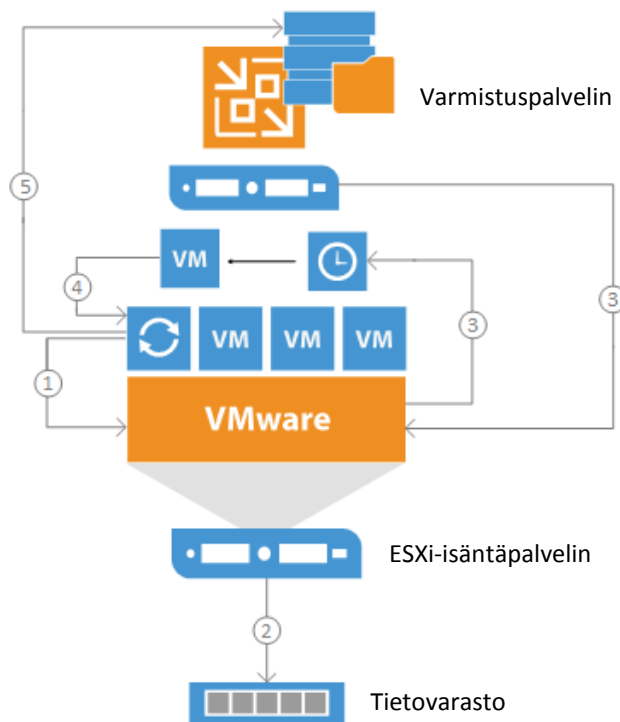 Varmistuspalvelin
5
VM
4
3
3
VM
VM
VM
1
VMware
ESXi-isäntäpalvelin
2
Tietovarasto